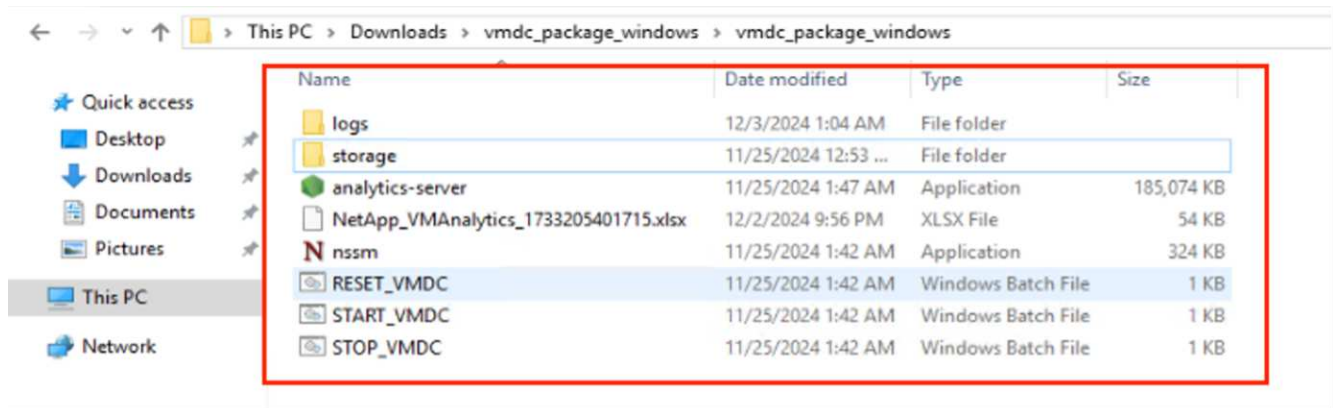 This PC > Downloads > vmdc_package_windows > vmdc_package_windows
Name Date modified Type Size
Quick access
Desktop
Downloads
Documents
Pictures
This PC
Network
logs 12/3/2024 1:04 AM File folder
storage 11/25/2024 12:53 ... File folder
analytics-server 11/25/2024 1:47 AM Application 185,074 KB
NetApp_VMAnalytics_1733205401715.xlsx 12/2/2024 9:56 PM XLSX File 54 KB
nssm 11/25/2024 1:42 AM Application 324 KB
RESET_VMDC 11/25/2024 1:42 AM Windows Batch File 1 KB
START_VMDC 11/25/2024 1:42 AM Windows Batch File 1 KB
STOP_VMDC 11/25/2024 1:42 AM Windows Batch File 1 KB